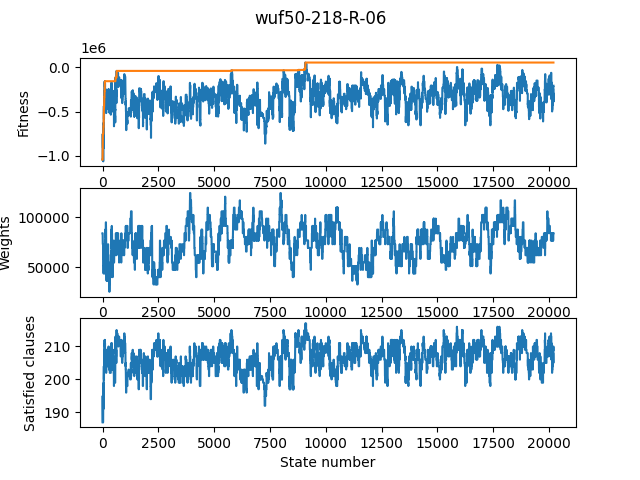 wuf50-218-R-06
1e6
Fitness
0.0
−0.5
−1.0
0 2500 5000 7500 10000 12500 15000 17500 20000
Weights
100000
50000
0 2500 5000 7500 10000 12500 15000 17500 20000
Satisfied clauses
210
200
190
0 2500 5000 7500 10000 12500 15000 17500 20000
State number